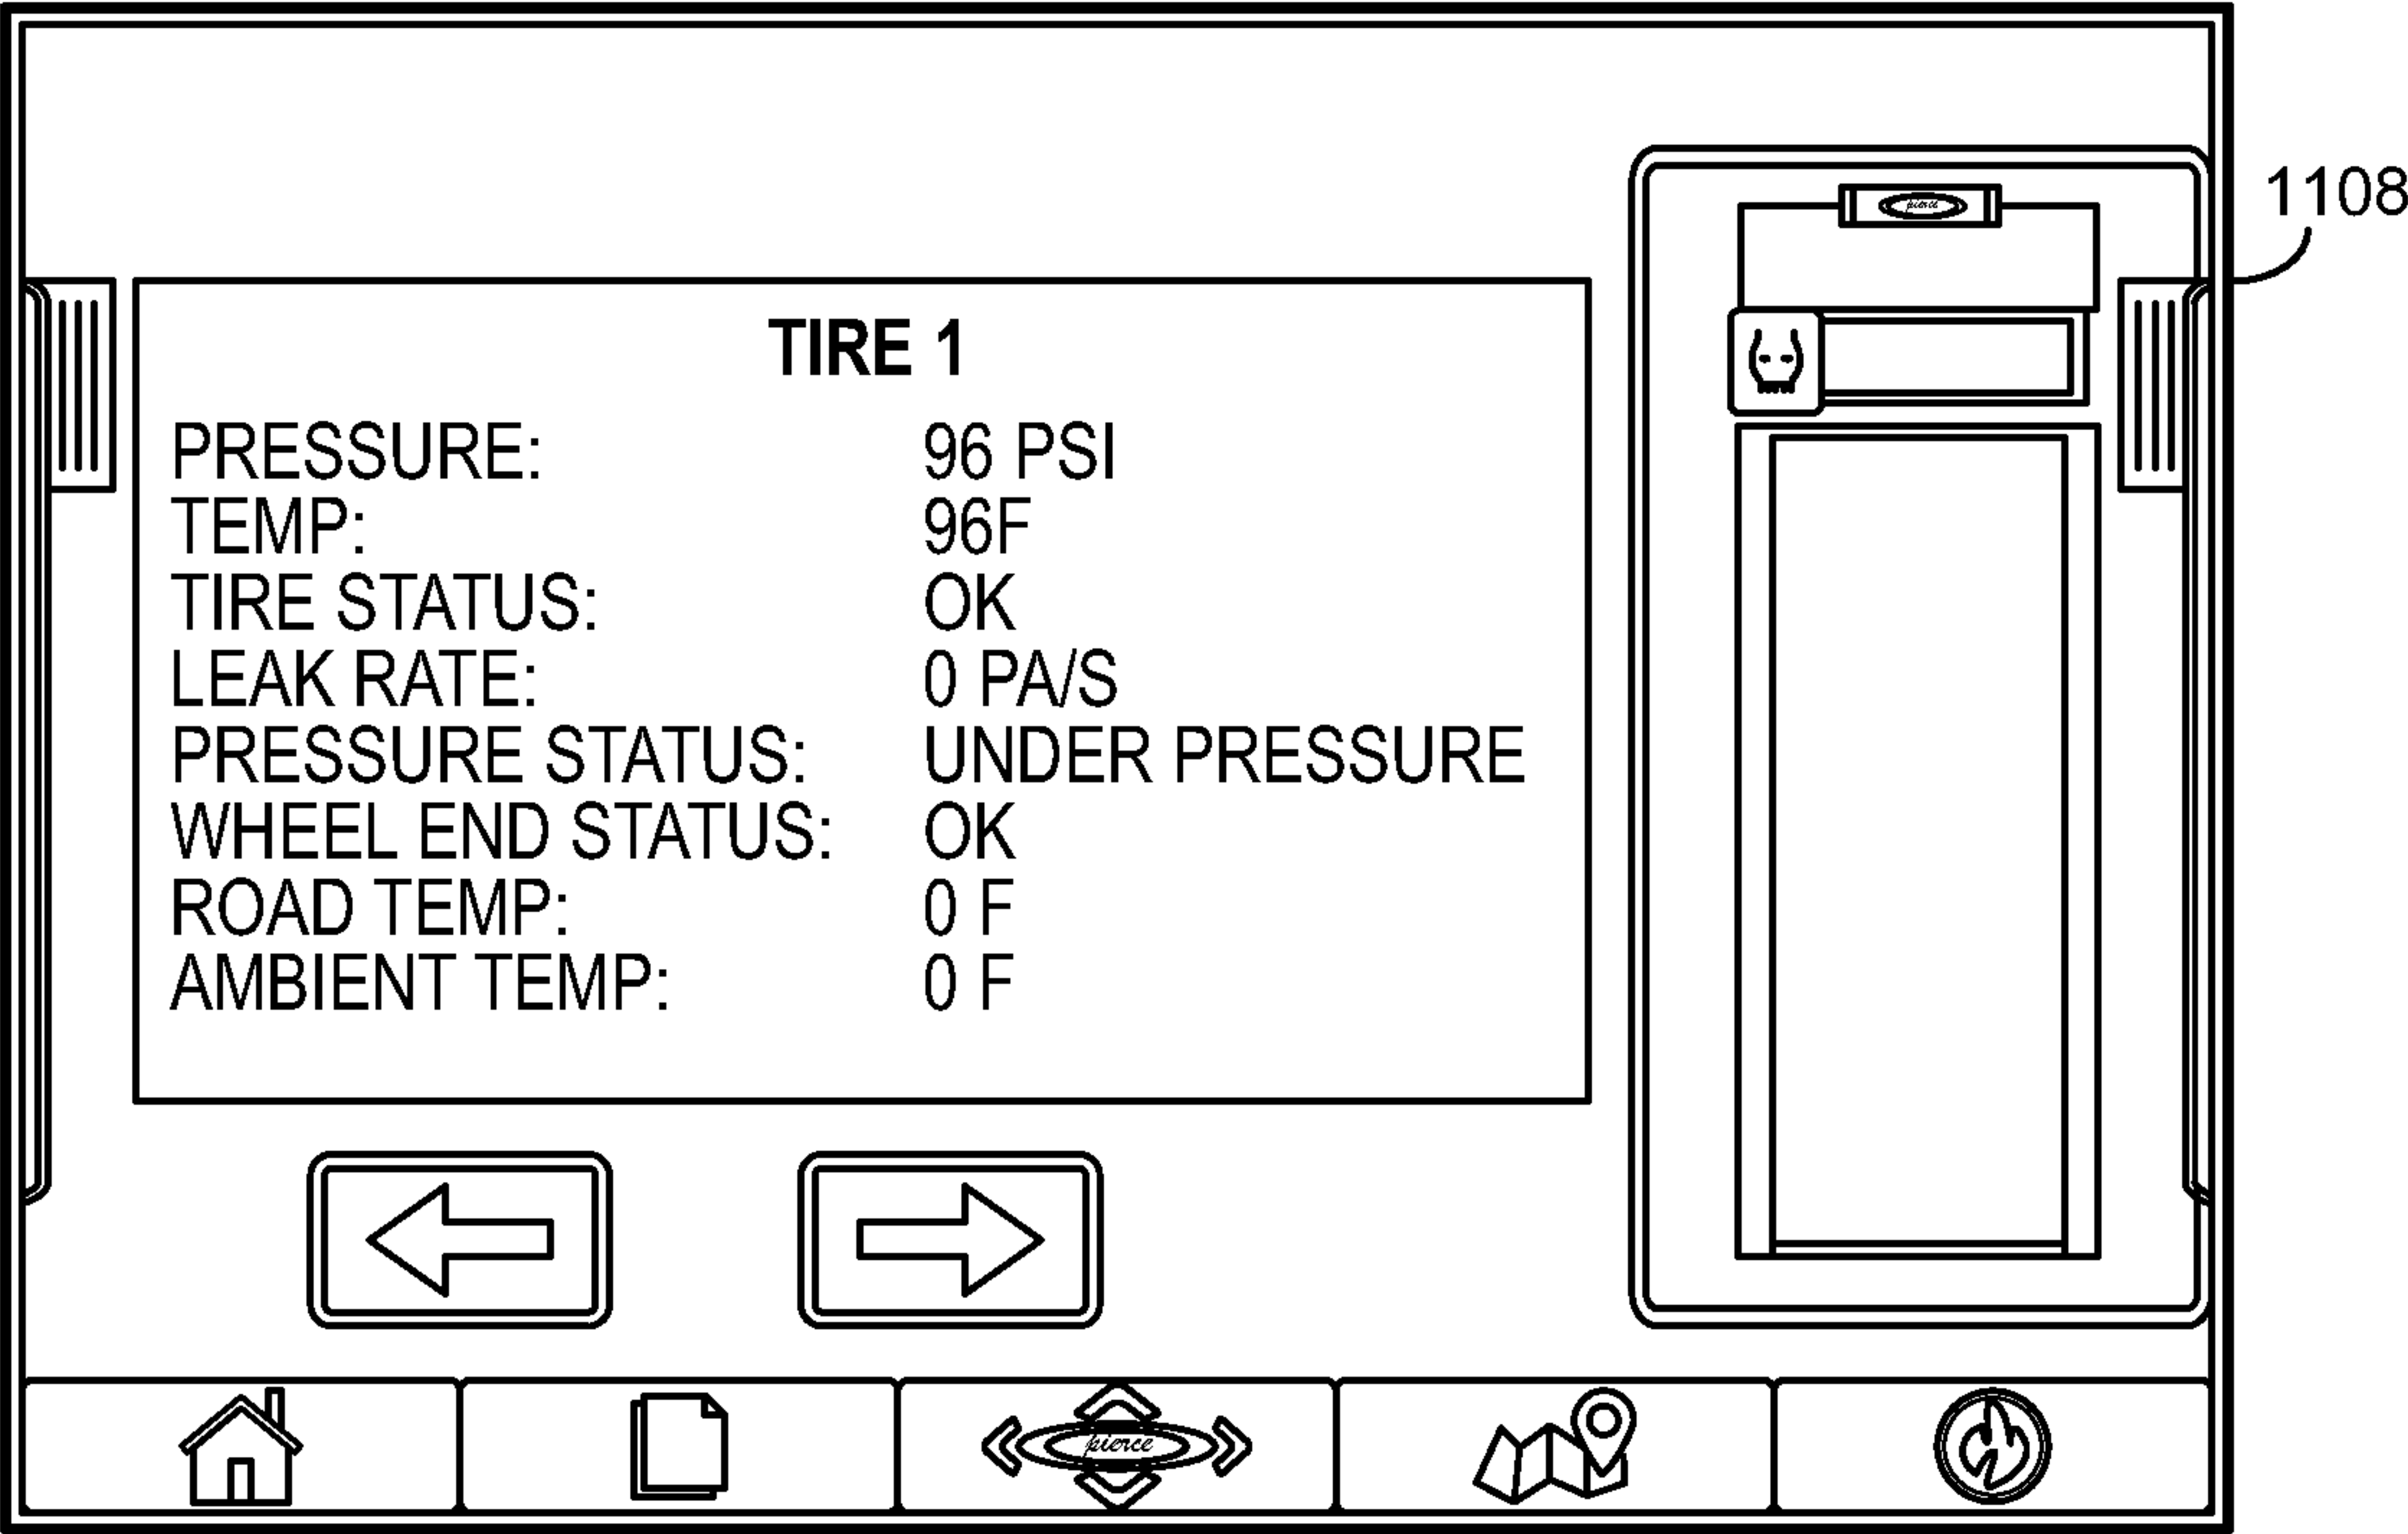 pierce
1108
TIRE 1
PRESSURE: 96 PSI
TEMP: 96F
TIRE STATUS: OK
LEAK RATE: 0 PA/S
PRESSURE STATUS: UNDER PRESSURE
WHEEL END STATUS: OK
ROAD TEMP: 0 F
AMBIENT TEMP: 0 F
pierce